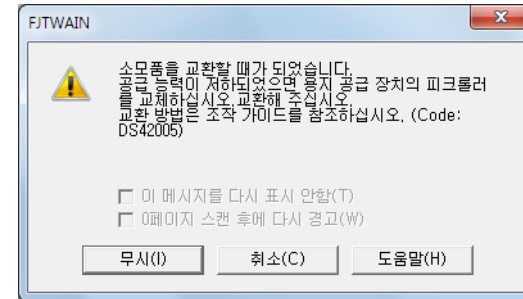 FJTWAIN
소모품을 교환할 때가 되었습니다.
공급 능력이 저하되었으면 용지 공급 장치의 피크롤러
를 교체하십시오.교환해 주십시오.
교환 방법은 조작 가이드를 참조하십시오. (Code:
DS42005)
이 메시지를 다시 표시 안함(T)
0페이지 스캔 후에 다시 경고(W)
무시(I) 취소(C) 도움말(H)